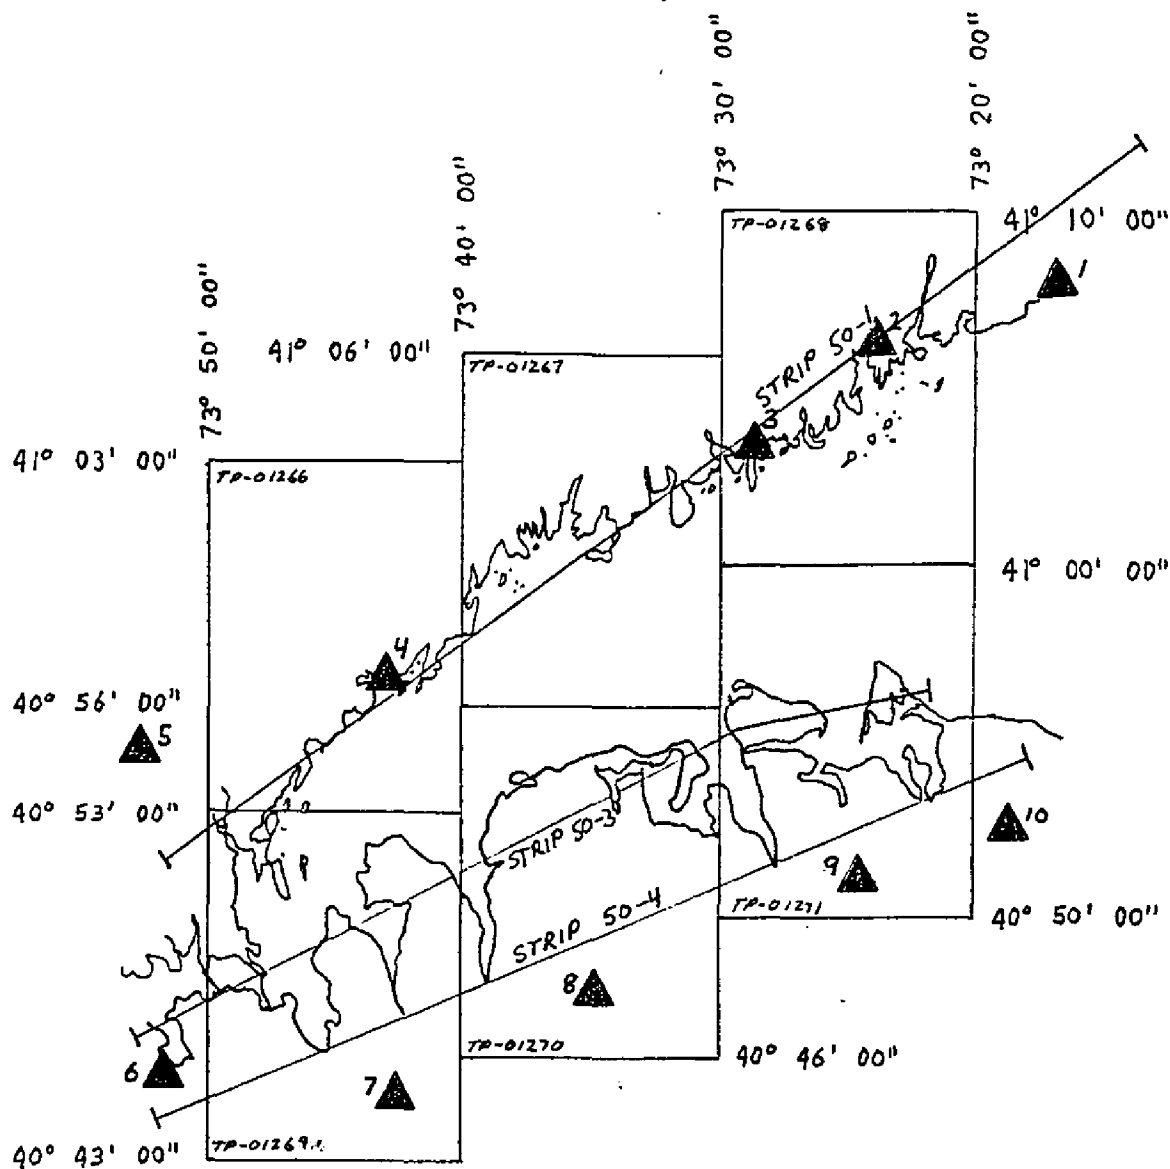 73° 30' 00"
73° 20' 00"
73° 40' 00"
73° 50' 00"
TP-01268
41° 10' 00"
1
41° 06' 00"
TP-01267
STRIP 50-1
2
3
41° 03' 00"
TP-01266
41° 00' 00"
4
40° 56' 00"
5
40° 53' 00"
STRIP 50-3
10
9
STRIP 50-4
TP-01271
40° 50' 00"
8
TP-01270
40° 46' 00"
6
7
40° 43' 00"
TP-01269